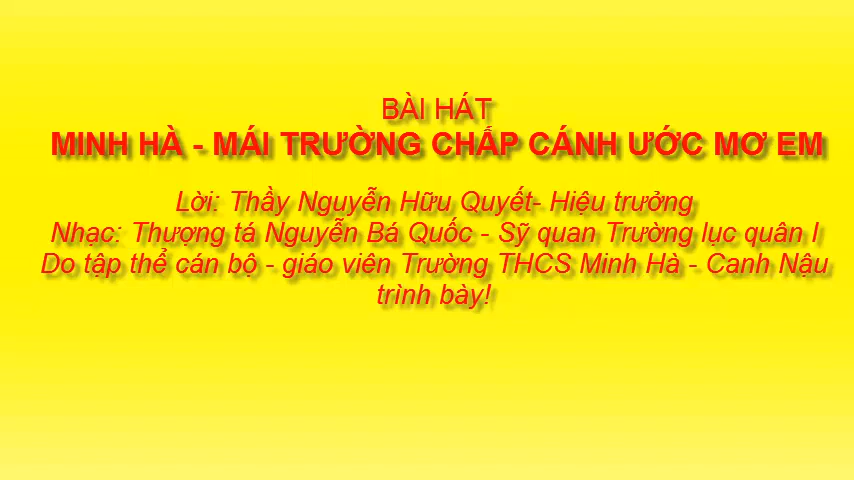 BÀI HÁT
MINH HÀ - MÁI TRƯỜNG CHẤP CÁNH ƯỚC MƠ EM
Lời: Thầy Nguyễn Hữu Quyết- Hiệu trưởng
Nhạc: Thượng tá Nguyễn Bá Quốc - Sỹ quan Trường lục quân I
Do tập thể cán bộ - giáo viên Trường THCS Minh Hà - Canh Nậu
trình bày!